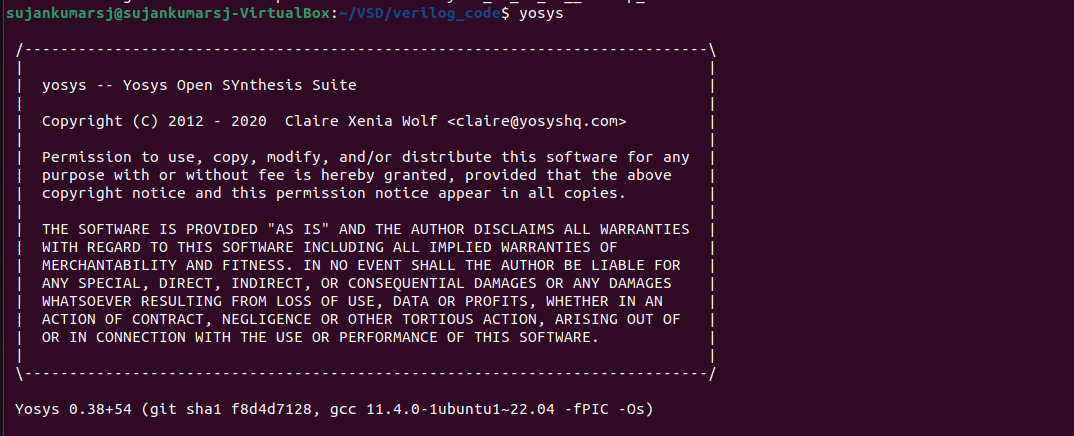 sujankumarsj@sujankumarsj-VirtualBox:~/VSD/verilog_code$ yosys
/----------------------------------------------------------------------------\
| |
| yosys -- Yosys Open SYnthesis Suite |
| |
| Copyright (C) 2012 - 2020 Claire Xenia Wolf <claire@yosyshq.com> |
| |
| Permission to use, copy, modify, and/or distribute this software for any |
| purpose with or without fee is hereby granted, provided that the above |
| copyright notice and this permission notice appear in all copies. |
| |
| THE SOFTWARE IS PROVIDED "AS IS" AND THE AUTHOR DISCLAIMS ALL WARRANTIES |
| WITH REGARD TO THIS SOFTWARE INCLUDING ALL IMPLIED WARRANTIES OF |
| MERCHANTABILITY AND FITNESS. IN NO EVENT SHALL THE AUTHOR BE LIABLE FOR |
| ANY SPECIAL, DIRECT, INDIRECT, OR CONSEQUENTIAL DAMAGES OR ANY DAMAGES |
| WHATSOEVER RESULTING FROM LOSS OF USE, DATA OR PROFITS, WHETHER IN AN |
| ACTION OF CONTRACT, NEGLIGENCE OR OTHER TORTIOUS ACTION, ARISING OUT OF |
| OR IN CONNECTION WITH THE USE OR PERFORMANCE OF THIS SOFTWARE. |
| |
\----------------------------------------------------------------------------/
Yosys 0.38+54 (git sha1 f8d4d7128, gcc 11.4.0-1ubuntu1~22.04 -fPIC -Os)